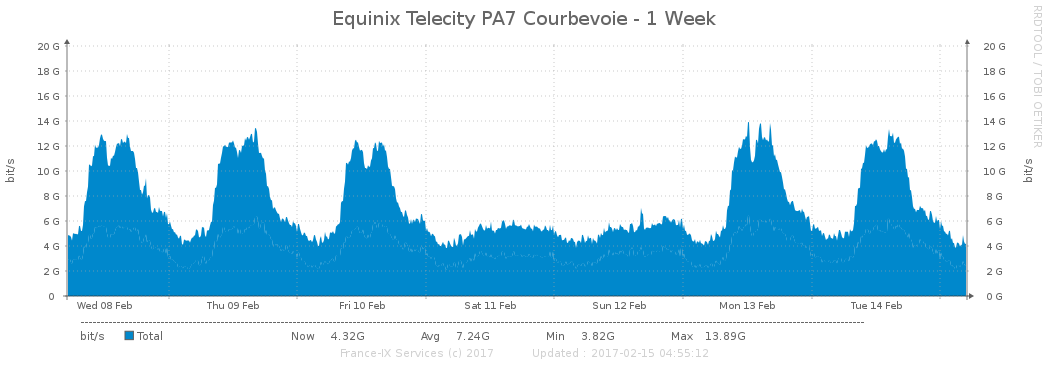 Equinix Telecity PA7 Courbevoie - 1 Week
RRDTOOL / TOBI OETIKER
bit/s
20 G
18 G
16 G
14 G
12 G
10 G
8 G
6 G
4 G
2 G
0
20 G
18 G
16 G
14 G
12 G
10 G
8 G
6 G
4 G
2 G
0 G
bit/s
Wed 08 Feb Thu 09 Feb Fri 10 Feb Sat 11 Feb Sun 12 Feb Mon 13 Feb Tue 14 Feb
bit/s Total Now 4.32G Avg 7.24G Min 3.82G Max 13.89G
France-IX Services (c) 2017 Updated : 2017-02-15 04:55:12